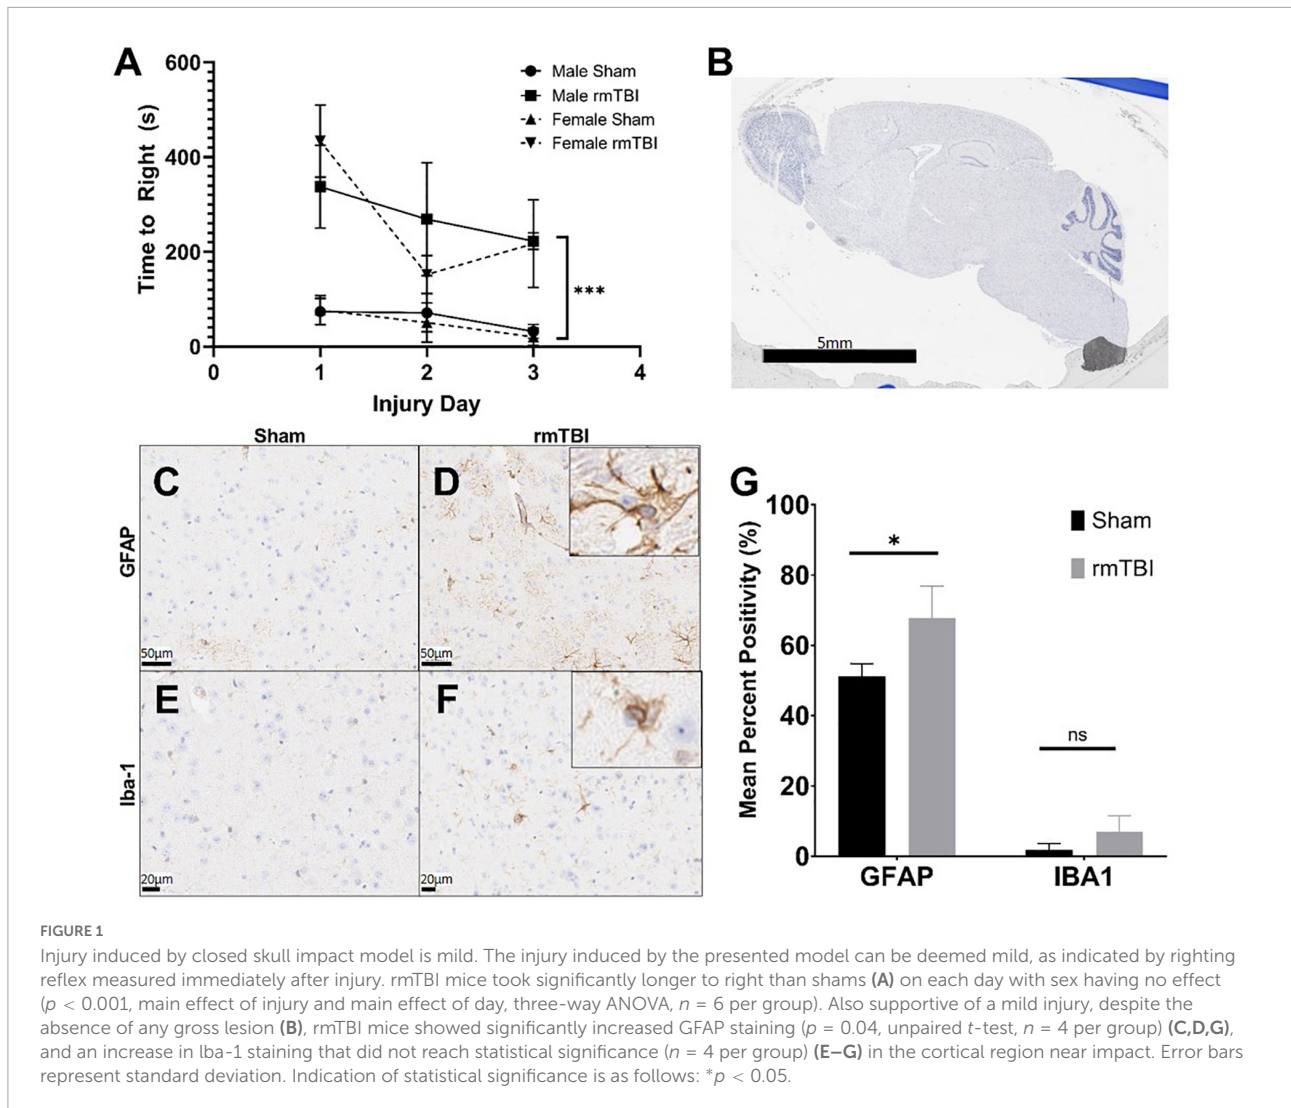 A
600
400
200
0
Time to Right (s)
0 1 2 3 4
Injury Day
Male Sham
Male rmTBI
Female Sham
Female rmTBI
***
B
5mm
Sham rmTBI
GFAP
C
50µm
D
50µm
Iba-1
E
20µm
F
20µm
G
100
80
60
40
20
0
Mean Percent Positivity (%)
*
ns
Sham
rmTBI
GFAP IBA1
FIGURE 1
Injury induced by closed skull impact model is mild. The injury induced by the presented model can be deemed mild, as indicated by righting
reflex measured immediately after injury. rmTBI mice took significantly longer to right than shams (A) on each day with sex having no effect
(p < 0.001, main effect of injury and main effect of day, three-way ANOVA, n = 6 per group). Also supportive of a mild injury, despite the
absence of any gross lesion (B), rmTBI mice showed significantly increased GFAP staining (p = 0.04, unpaired t-test, n = 4 per group) (C,D,G),
and an increase in Iba-1 staining that did not reach statistical significance (n = 4 per group) (E–G) in the cortical region near impact. Error bars
represent standard deviation. Indication of statistical significance is as follows: *p < 0.05.